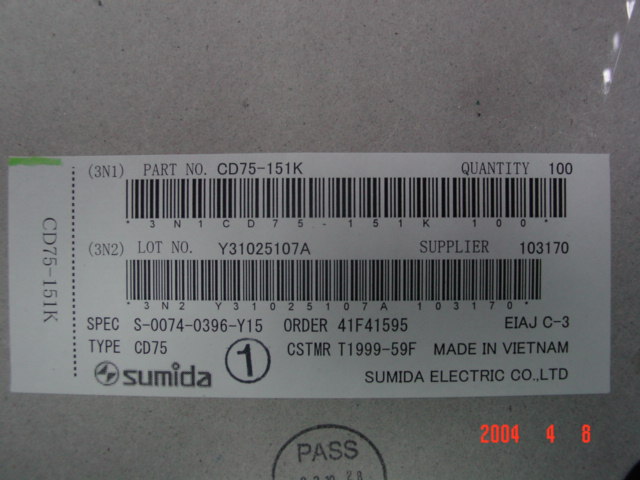 (3N1) PART NO. CD75-151K QUANTITY 100
*3N1CD75-151K 100*
(3N2) LOT NO. Y31025107A SUPPLIER 103170
*3N2 Y31025107A 103170*
SPEC S-0074-0396-Y15 ORDER 41F41595 EIAJ C-3
TYPE CD75 1 CSTMR T1999-59F MADE IN VIETNAM
sumida SUMIDA ELECTRIC CO.,LTD
CD75-151K
2004 4 8
PASS